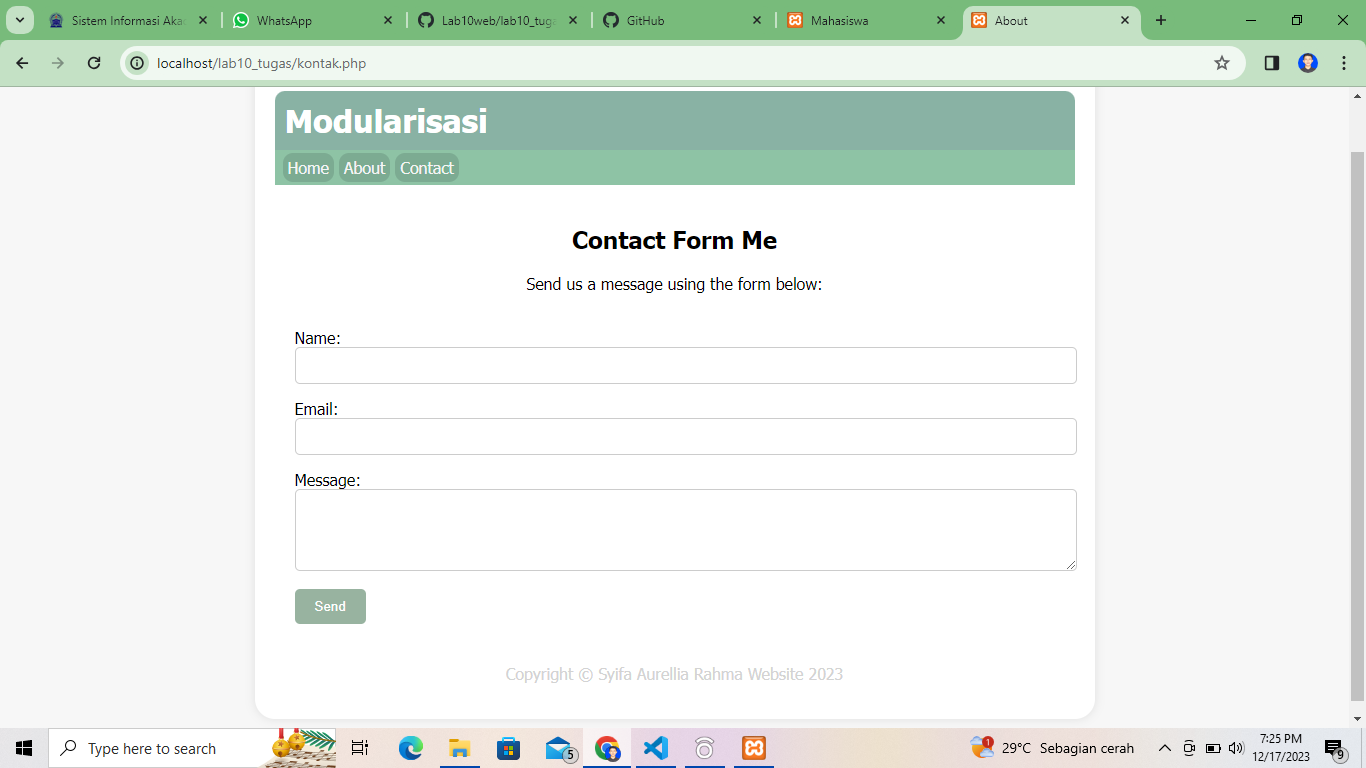 Sistem Informasi Aka
WhatsApp
Lab10web/lab10_tuga
GitHub
Mahasiswa
About
localhost/lab10_tugas/kontak.php
Modularisasi
Home About Contact
Contact Form Me
Send us a message using the form below:
Name:
Email:
Message:
Send
Copyright © Syifa Aurellia Rahma Website 2023
Type here to search
5
1
29°C Sebagian cerah
7:25 PM
12/17/2023
9